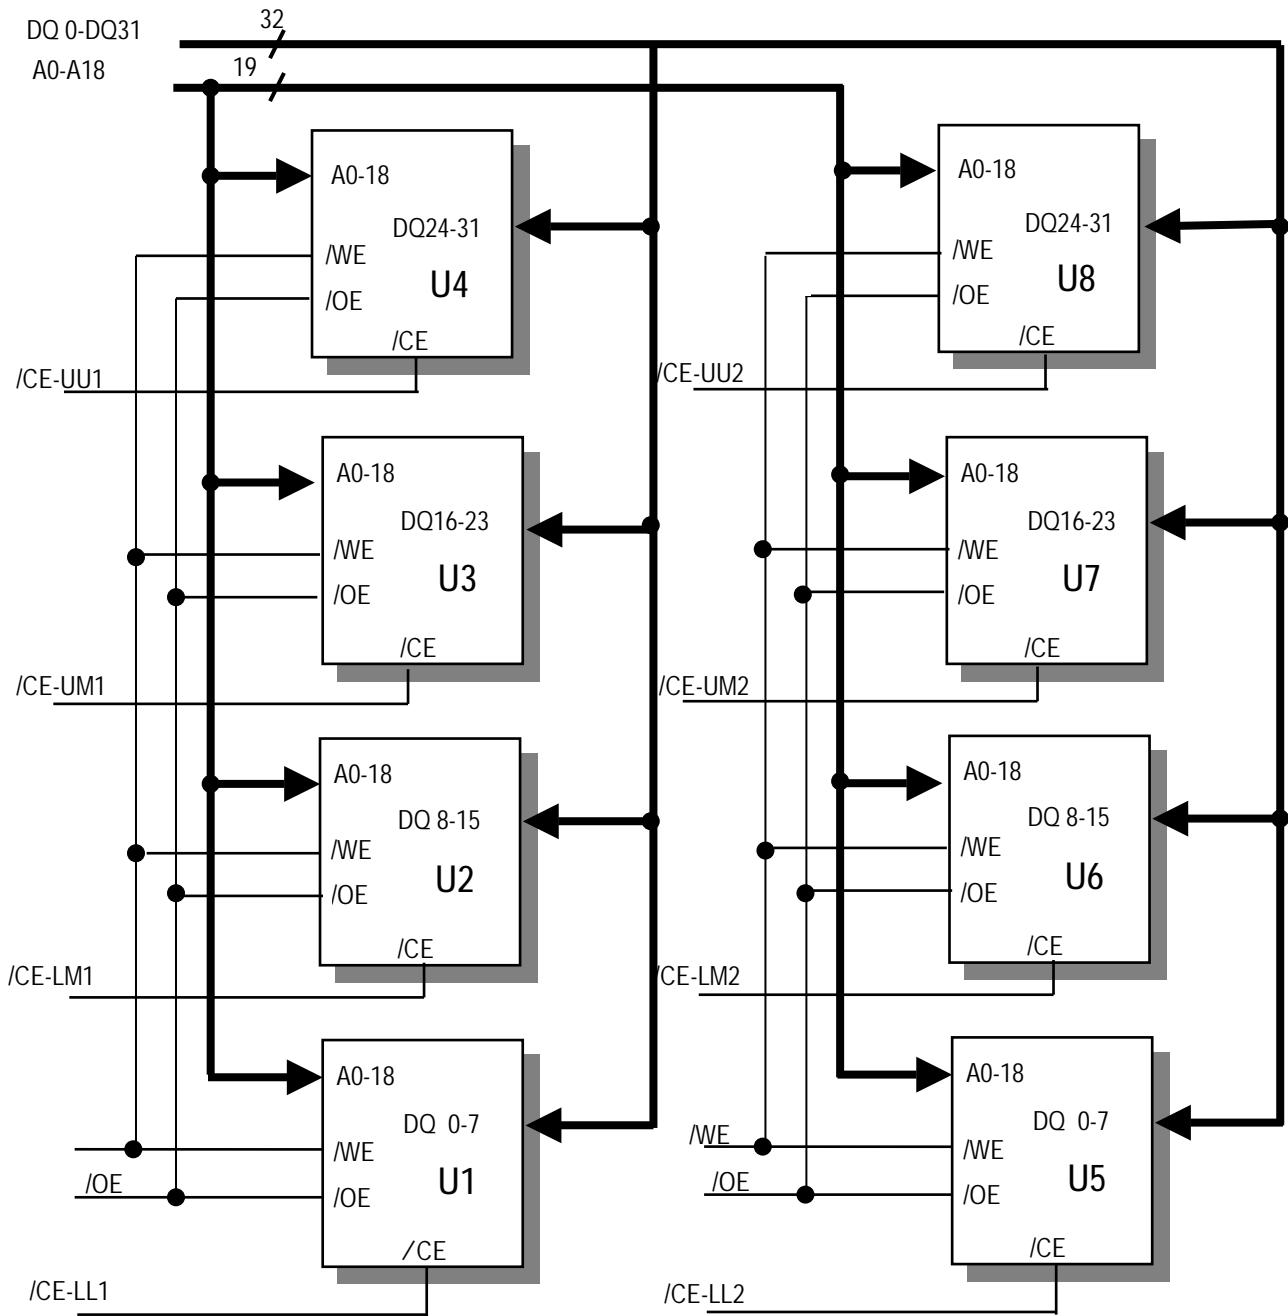 DQ 0-DQ31
32
A0-A18
19
A0-18
DQ24-31
/WE
U4
/OE
/CE
/CE-UU1
A0-18
DQ24-31
/WE
U8
/OE
/CE
/CE-UU2
A0-18
DQ16-23
/WE
U3
/OE
/CE
/CE-UM1
A0-18
DQ16-23
/WE
U7
/OE
/CE
/CE-UM2
A0-18
DQ 8-15
/WE
U2
/OE
/CE
/CE-LM1
A0-18
DQ 8-15
/WE
U6
/OE
/CE
/CE-LM2
A0-18
DQ 0-7
/WE
U1
/OE
/OE
/CE
/CE-LL1
A0-18
DQ 0-7
/WE
/WE
U5
/OE
/OE
/CE
/CE-LL2